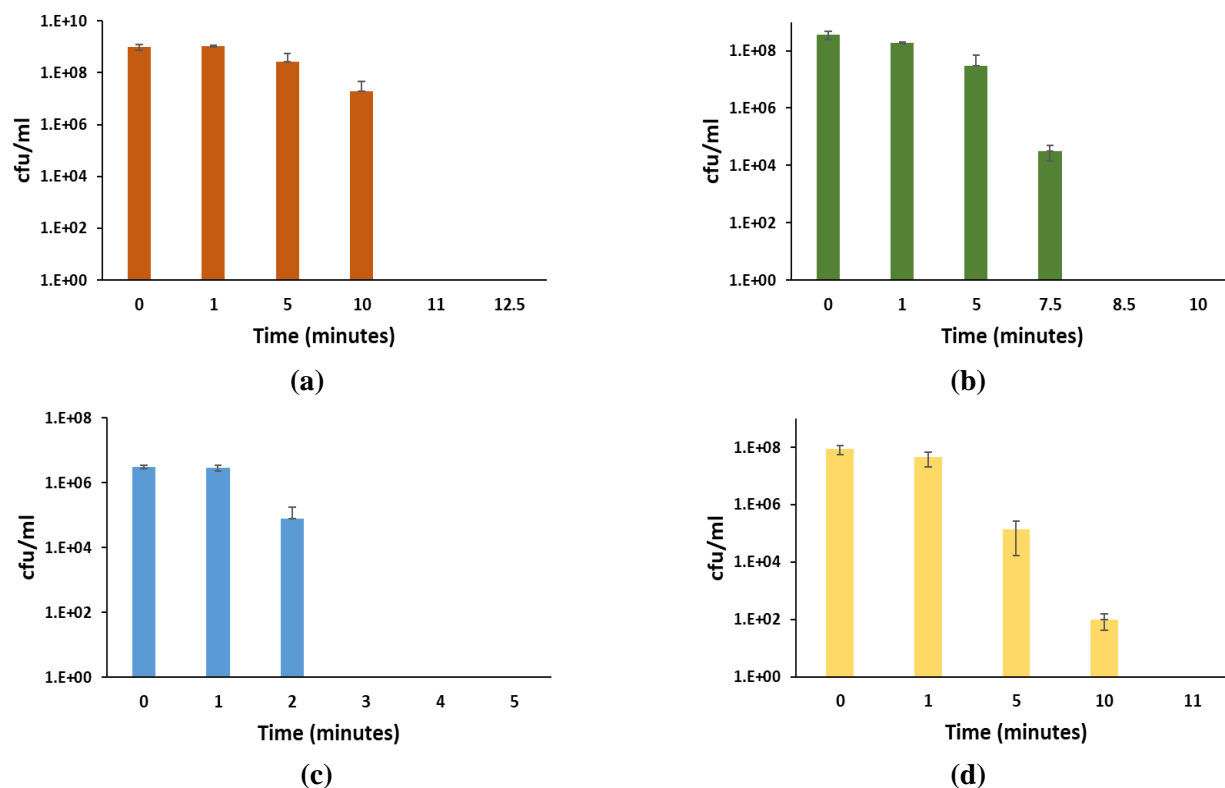 1.E+10
1.E+08
1.E+06
1.E+04
1.E+02
1.E+00
cfu/ml
0 1 5 10 11 12.5
Time (minutes)
(a)
1.E+08
1.E+06
1.E+04
1.E+02
1.E+00
cfu/ml
0 1 5 7.5 8.5 10
Time (minutes)
(b)
1.E+08
1.E+06
1.E+04
1.E+02
1.E+00
cfu/ml
0 1 2 3 4 5
Time (minutes)
(c)
1.E+08
1.E+06
1.E+04
1.E+02
1.E+00
cfu/ml
0 1 5 10 11
Time (minutes)
(d)